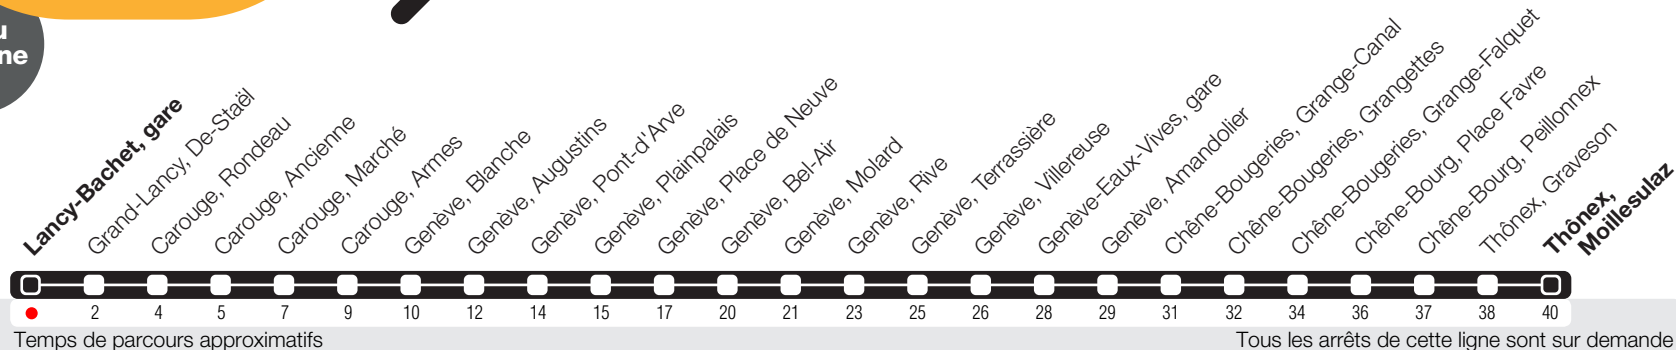 u
ne
Lancy-Bachet, gare
Grand-Lancy, De-Staël
Carouge, Rondeau
Carouge, Ancienne
Carouge, Marché
Carouge, Armes
Genève, Blanche
Genève, Augustins
Genève, Pont-d'Arve
Genève, Plainpalais
Genève, Place de Neuve
Genève, Bel-Air
Genève, Molard
Genève, Rive
Genève, Terrassière
Genève, Villereuse
Genève-Eaux-Vives, gare
Genève, Amandolier
Chêne-Bougeries, Grange-Canal
Chêne-Bougeries, Grangettes
Chêne-Bougeries, Grange-Falquet
Chêne-Bourg, Place Favre
Chêne-Bourg, Peillonnex
Thônex, Graveson
Thônex,
Moillesulaz
2 4 5 7 9 10 12 14 15 17 20 21 23 25 26 28 29 31 32 34 36 37 38 40
Temps de parcours approximatifs
Tous les arrêts de cette ligne sont sur demande